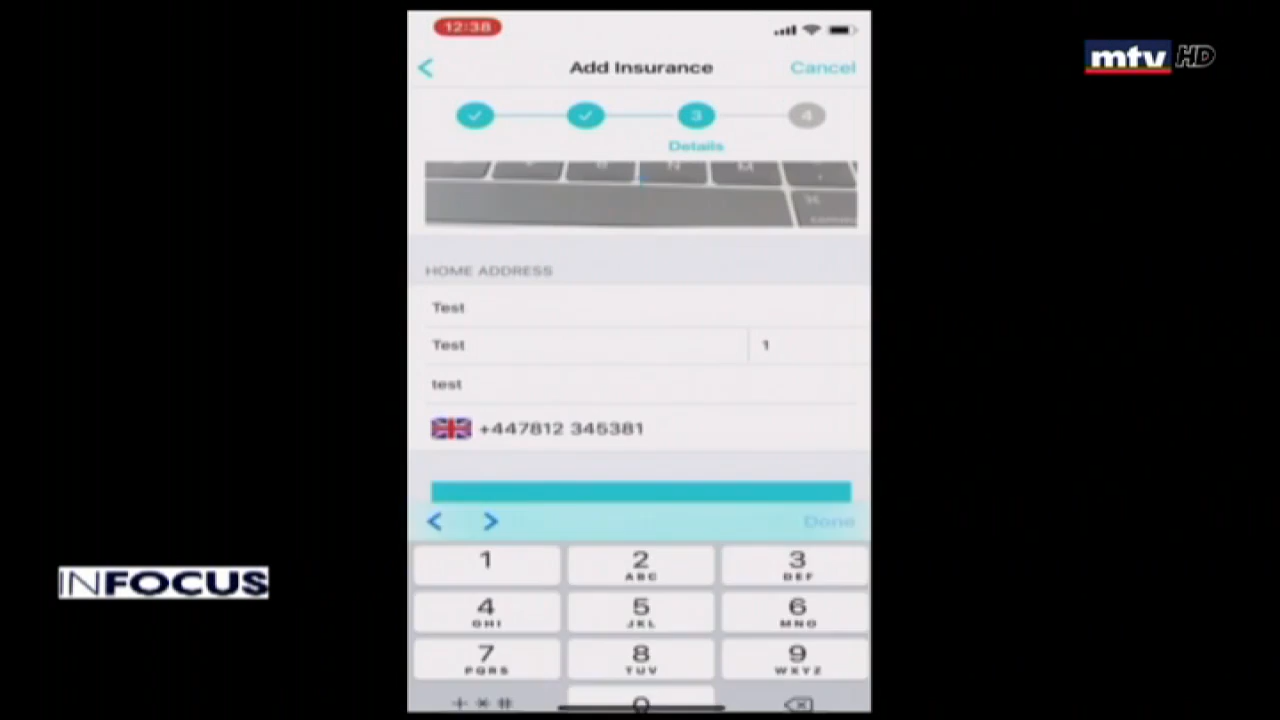 12:38
mtv HD
Add Insurance
Cancel
3
4
Details
B N M
HOME ADDRESS
Test
Test 1
test
+447812 345381
Done
1
2
ABC
3
DEF
4
GHI
5
JKL
6
MNO
INFOCUS
7
PQRS
8
TUV
9
WXYZ
+ * #
0